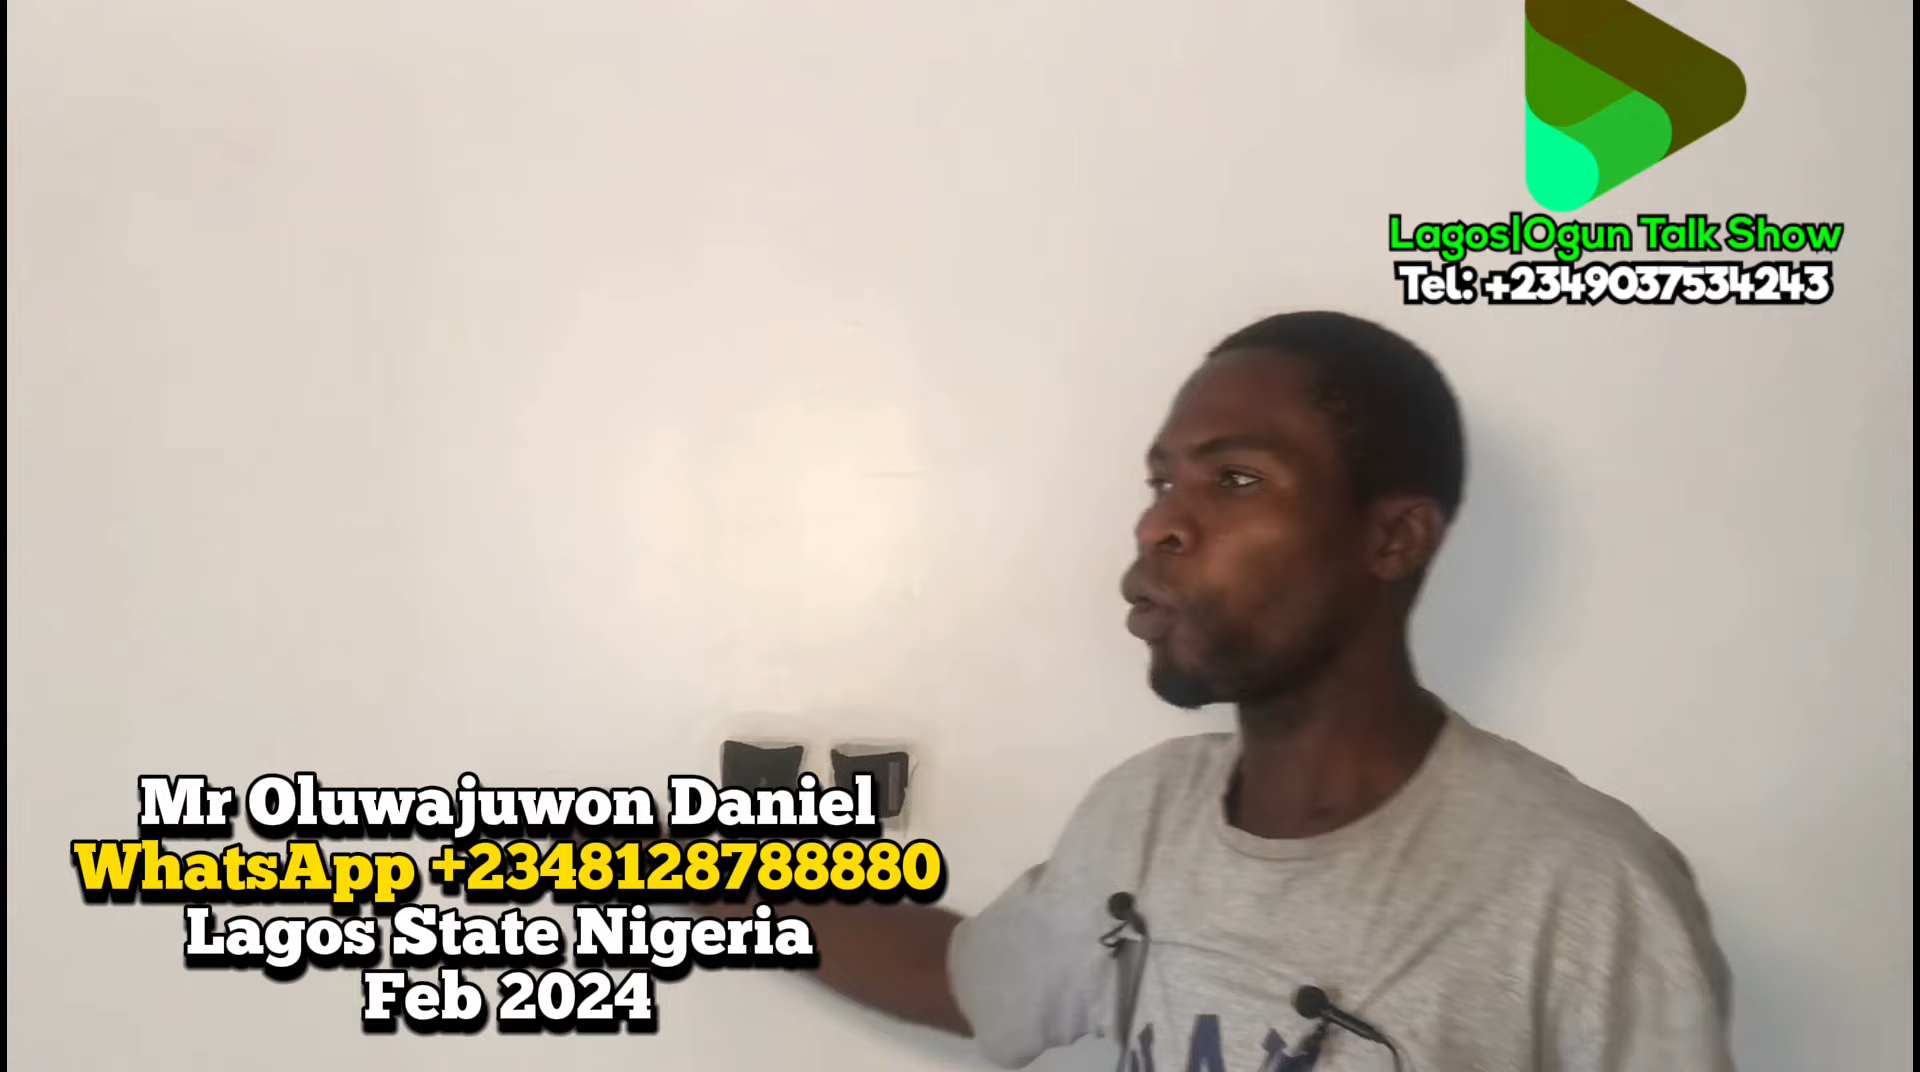 Lagos|Ogun Talk Show
Tel: +2349037534243
Mr Oluwajuwon Daniel
WhatsApp +2348128788880
Lagos State Nigeria
Feb 2024